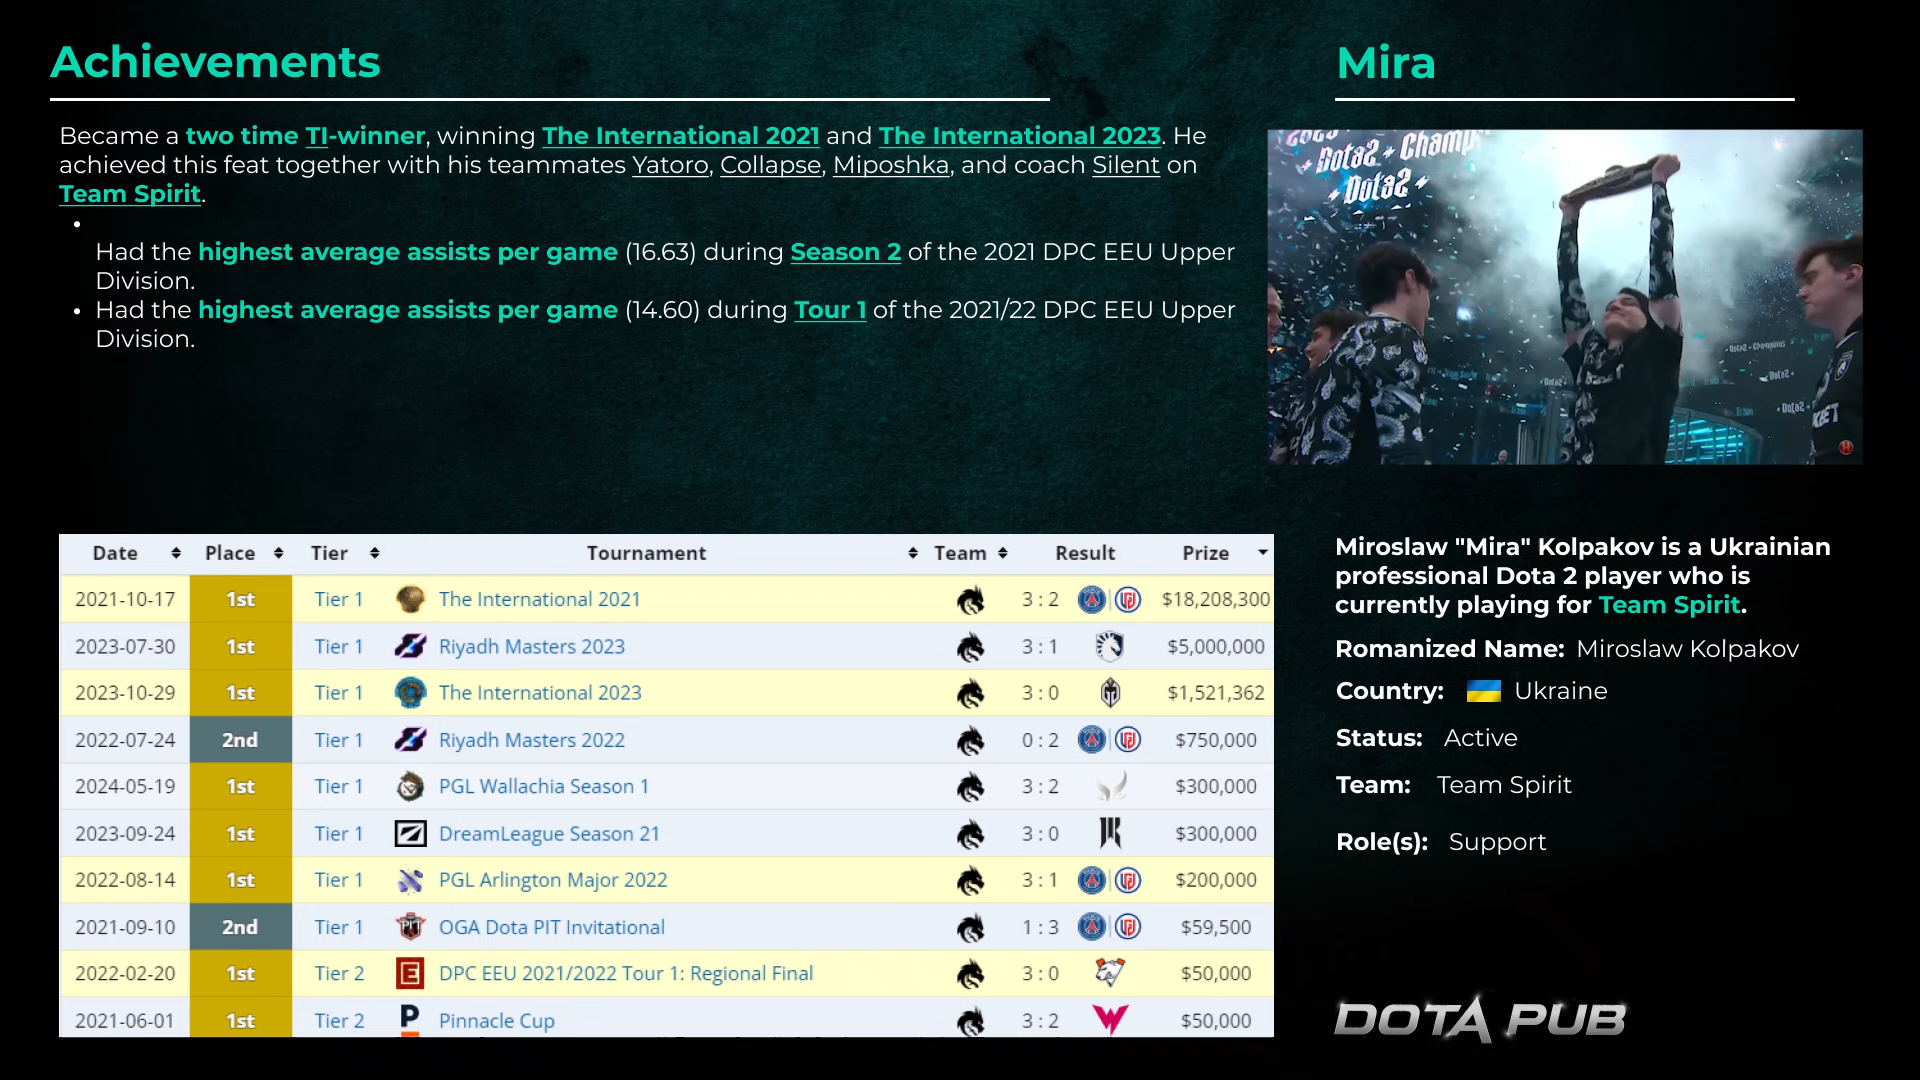 Achievements
Became a two time TI-winner, winning The International 2021 and The International 2023. He
achieved this feat together with his teammates Yatoro, Collapse, Miposhka, and coach Silent on
Team Spirit.
•
Had the highest average assists per game (16.63) during Season 2 of the 2021 DPC EEU Upper
Division.
• Had the highest average assists per game (14.60) during Tour 1 of the 2021/22 DPC EEU Upper
Division.
Mira
Dota2 + Champ
Dota2
Dota2 - Champions
Dota2
Dota2
Dota2
Date Place Tier Tournament Team Result Prize
2021-10-17 1st Tier 1 The International 2021 3 : 2 $18,208,300
2023-07-30 1st Tier 1 Riyadh Masters 2023 3 : 1 $5,000,000
2023-10-29 1st Tier 1 The International 2023 3 : 0 $1,521,362
2022-07-24 2nd Tier 1 Riyadh Masters 2022 0 : 2 $750,000
2024-05-19 1st Tier 1 PGL Wallachia Season 1 3 : 2 $300,000
2023-09-24 1st Tier 1 DreamLeague Season 21 3 : 0 $300,000
2022-08-14 1st Tier 1 PGL Arlington Major 2022 3 : 1 $200,000
2021-09-10 2nd Tier 1 OGA Dota PIT Invitational 1 : 3 $59,500
2022-02-20 1st Tier 2 DPC EEU 2021/2022 Tour 1: Regional Final 3 : 0 $50,000
2021-06-01 1st Tier 2 Pinnacle Cup 3 : 2 $50,000
Miroslaw "Mira" Kolpakov is a Ukrainian
professional Dota 2 player who is
currently playing for Team Spirit.
Romanized Name: Miroslaw Kolpakov
Country: Ukraine
Status: Active
Team: Team Spirit
Role(s): Support
DOTA PUB